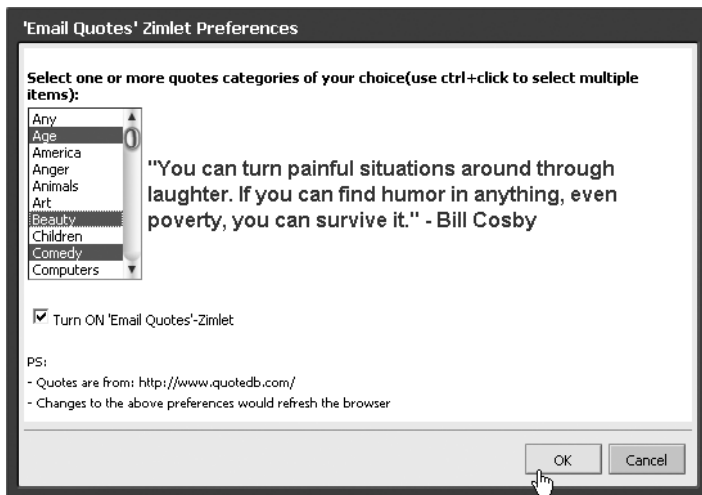 'Email Quotes' Zimlet Preferences
Select one or more quotes categories of your choice(use ctrl+click to select multiple
items):
Any
Age
America
Anger
Animals
Art
Beauty
Children
Comedy
Computers
"You can turn painful situations around through
laughter. If you can find humor in anything, even
poverty, you can survive it." - Bill Cosby
Turn ON 'Email Quotes'-Zimlet
PS:
- Quotes are from: http://www.quotedb.com/
- Changes to the above preferences would refresh the browser
OK
Cancel